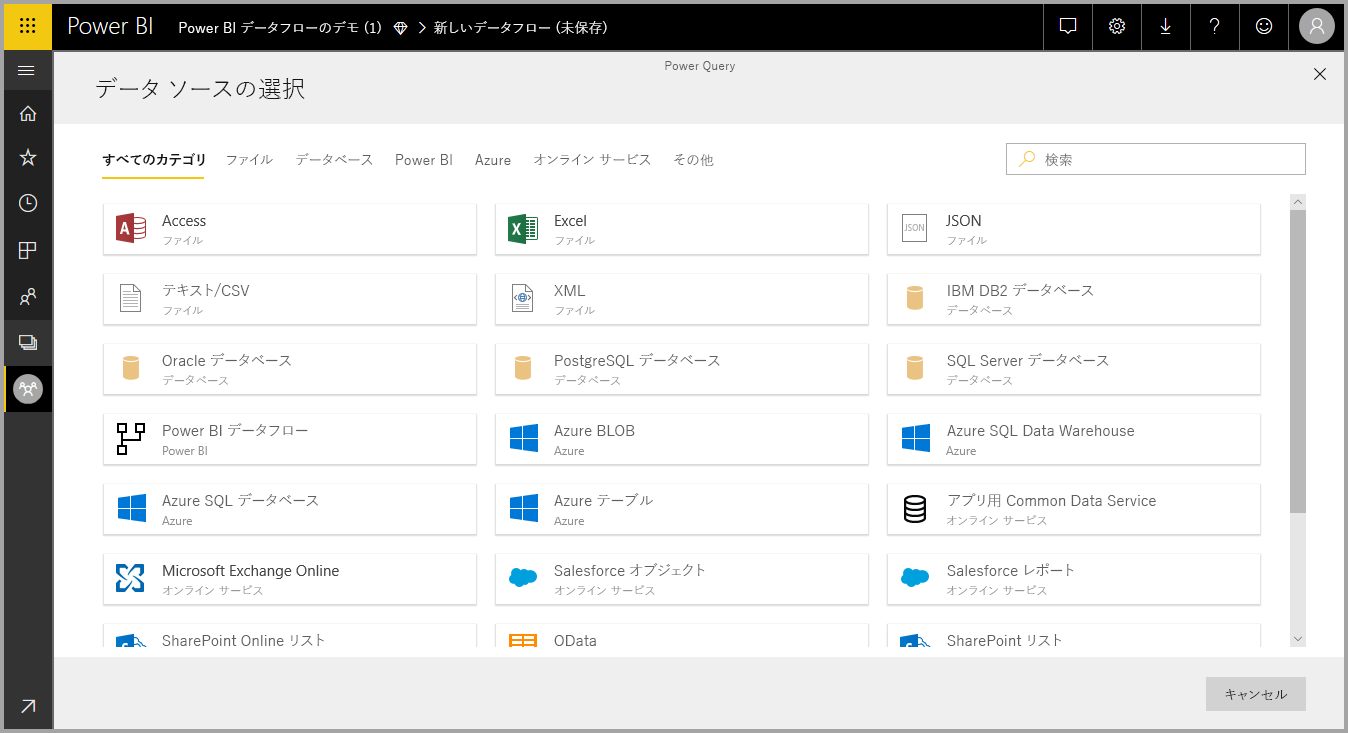 Power BI Power BI データフローのデモ (1) 新しいデータフロー (未保存)
Power Query
データ ソースの選択
すべてのカテゴリ ファイル データベース Power BI Azure オンライン サービス その他 検索
Access Excel JSON
ファイル ファイル JSON ファイル
テキスト/CSV XML IBM DB2 データベース
ファイル ファイル データベース
Oracle データベース PostgreSQL データベース SQL Server データベース
データベース データベース データベース
Power BI データフロー Azure BLOB Azure SQL Data Warehouse
Power BI Azure Azure
Azure SQL データベース Azure テーブル アプリ用 Common Data Service
Azure Azure オンライン サービス
Microsoft Exchange Online Salesforce オブジェクト Salesforce レポート
オンライン サービス オンライン サービス オンライン サービス
SharePoint Online リスト OData SharePoint リスト
キャンセル